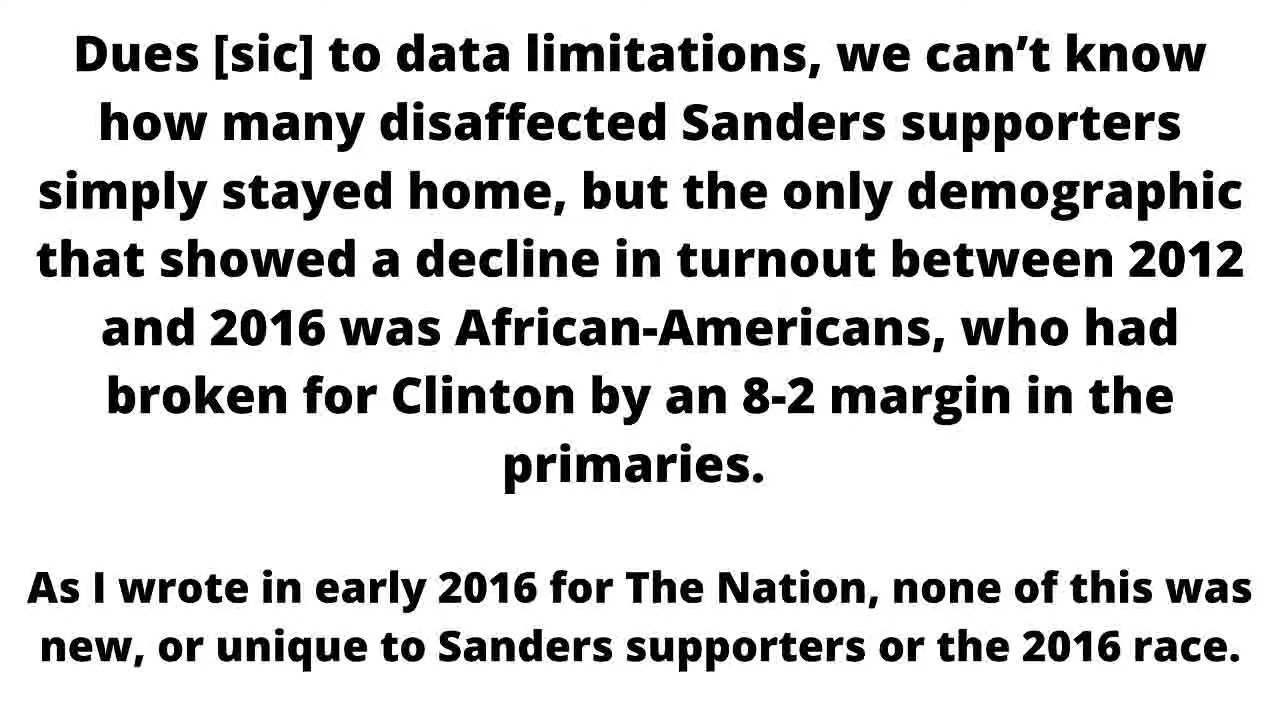 Dues [sic] to data limitations, we can’t know
how many disaffected Sanders supporters
simply stayed home, but the only demographic
that showed a decline in turnout between 2012
and 2016 was African-Americans, who had
broken for Clinton by an 8-2 margin in the
primaries.
As I wrote in early 2016 for The Nation, none of this was
new, or unique to Sanders supporters or the 2016 race.